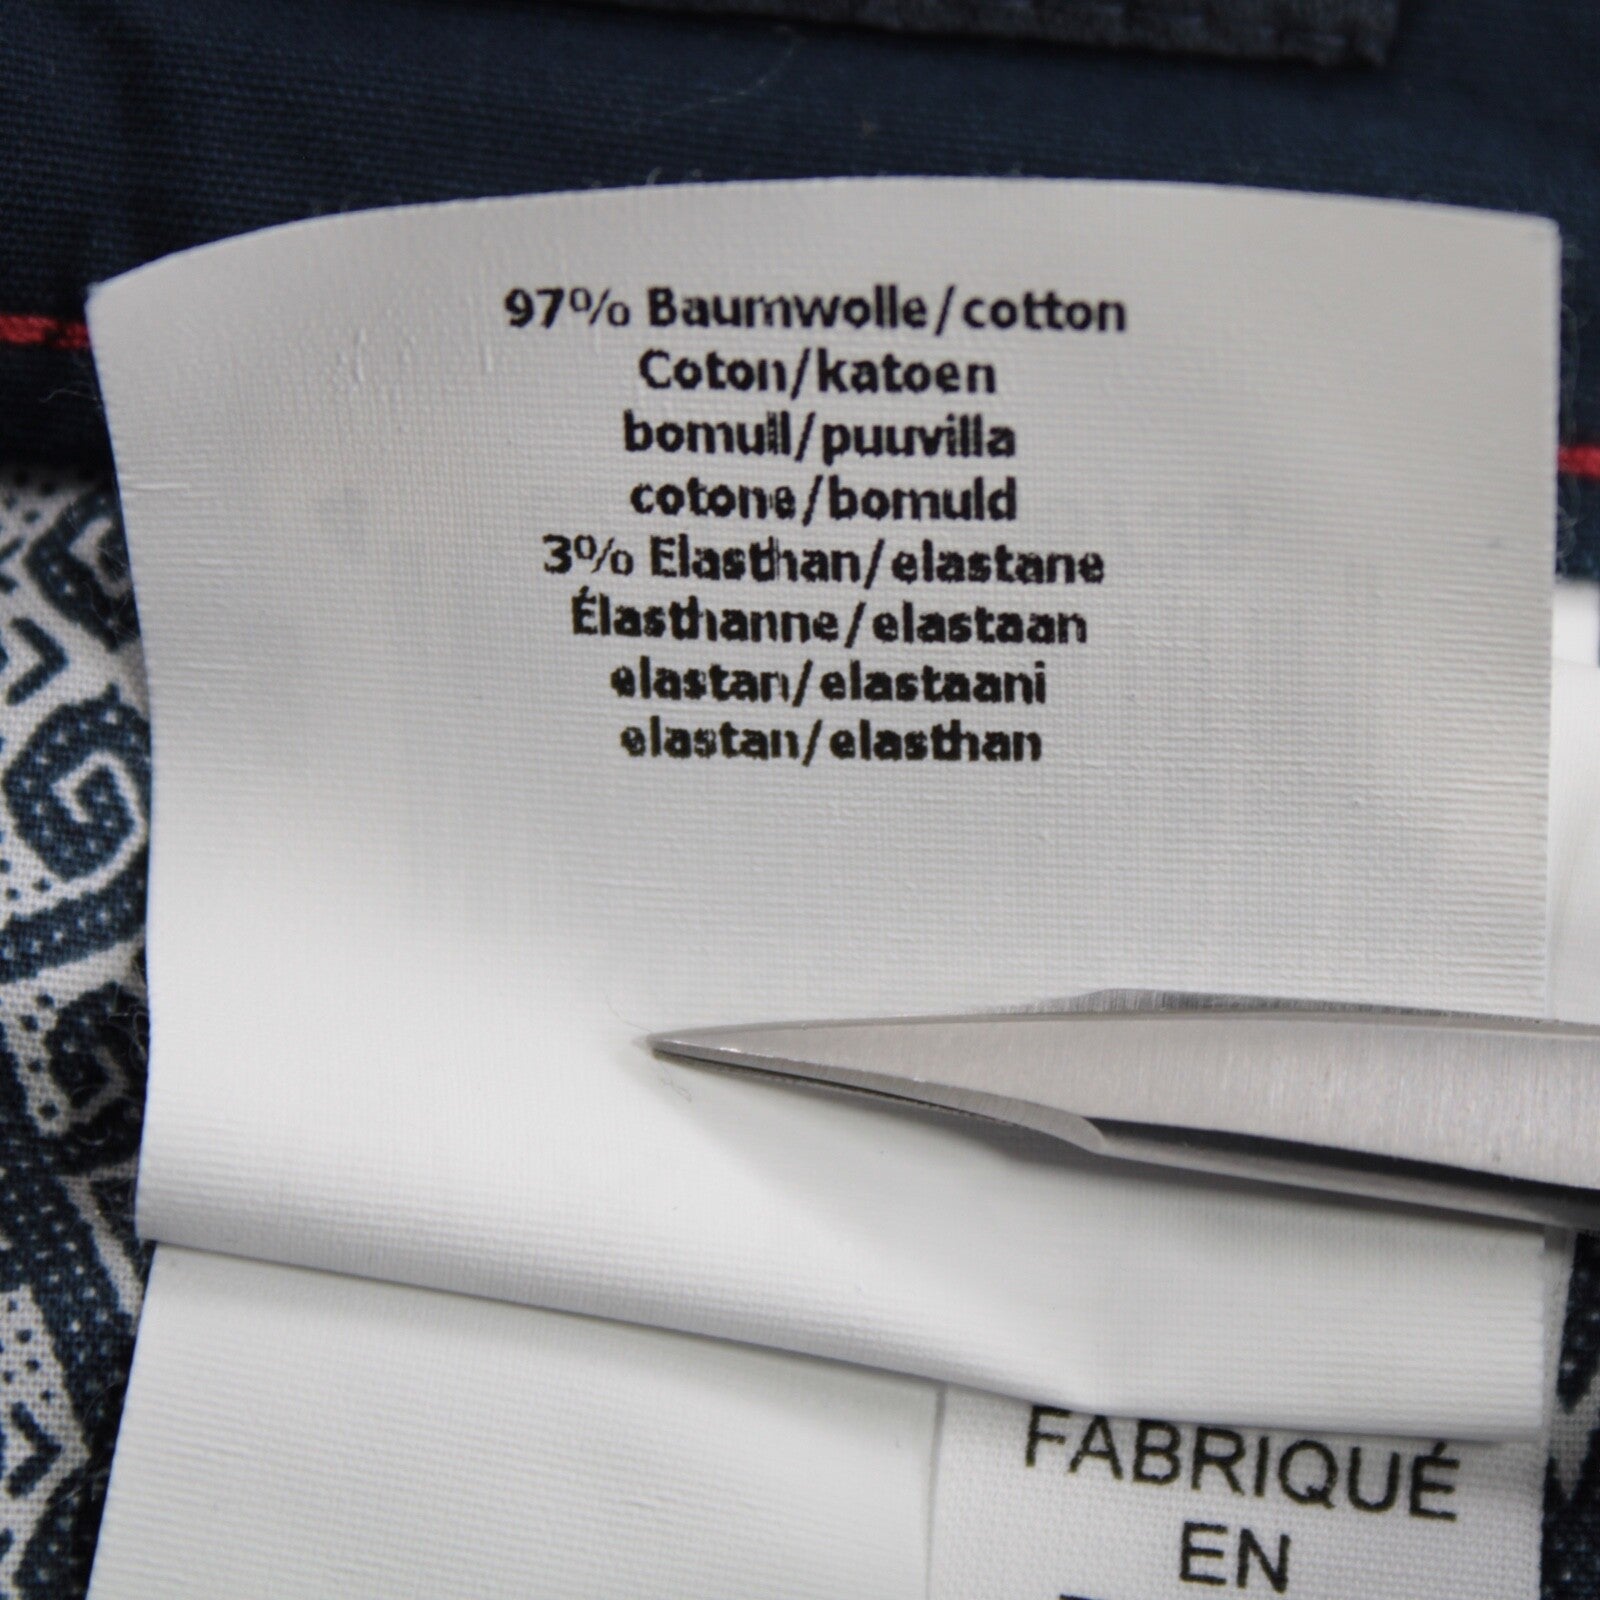 97% Baumwolle/cotton
Coton/katoen
bomull/puuvilla
cotone/bomuld
3% Elasthan/elastane
Élasthanne/elastaan
elastan/elastaani
elastan/elasthan
FABRIQUÉ
EN